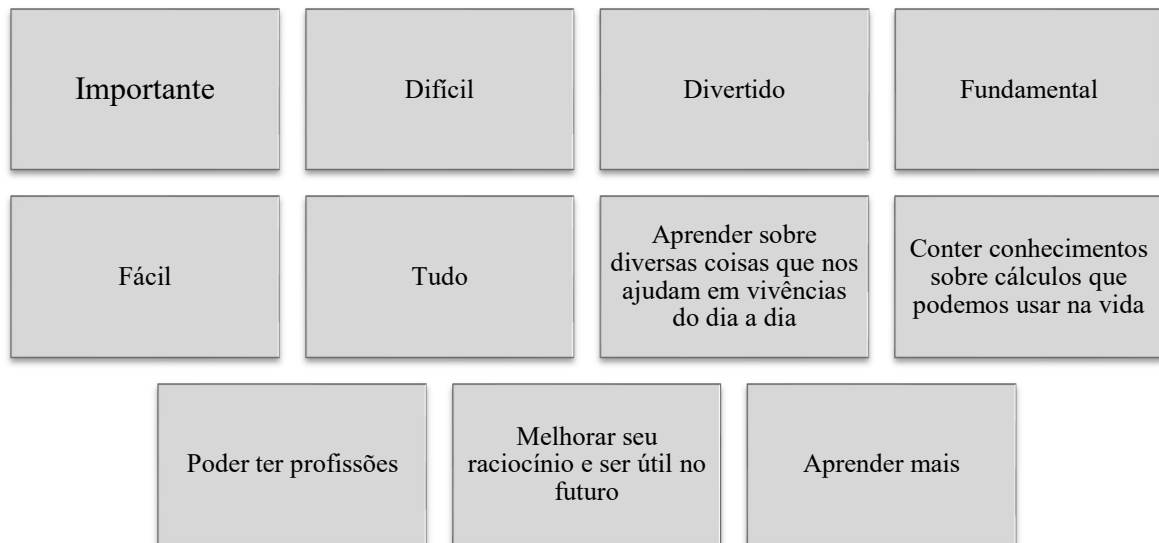 Importante
Difícil
Divertido
Fundamental
Fácil
Tudo
Aprender sobre
diversas coisas que nos
ajudam em vivências
do dia a dia
Conter conhecimentos
sobre cálculos que
podemos usar na vida
Poder ter profissões
Melhorar seu
raciocínio e ser útil no
futuro
Aprender mais